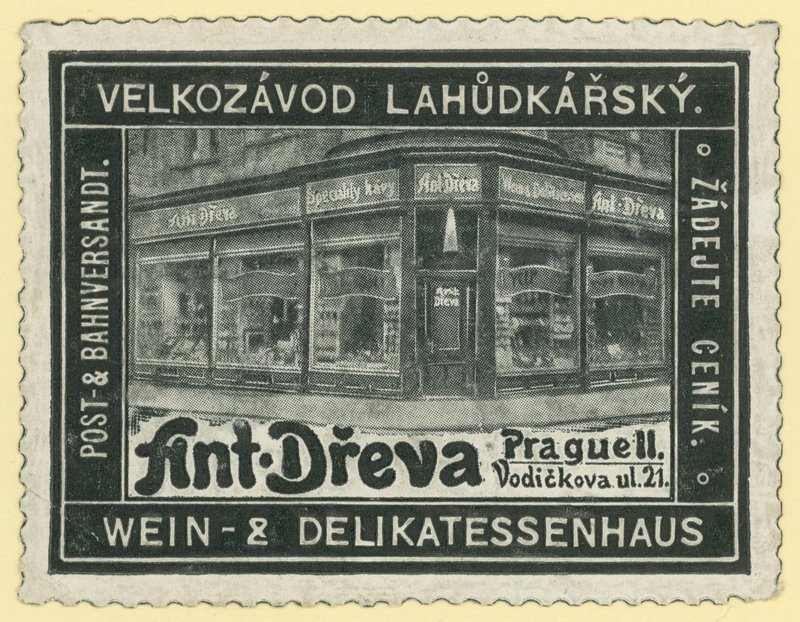 VELKOZÁVOD LAHŮDKÁŘSKÝ.
POST- & BAHNVERSANDT.
Ant. Dřeva
Speciality kávy
Ant Dřeva
Ant. Dřeva
Ant. Dřeva
ŽÁDEJTE CENÍK.
Ant. Dřeva
Prague II.
Vodičkova ul. 21.
WEIN- & DELIKATESSENHAUS